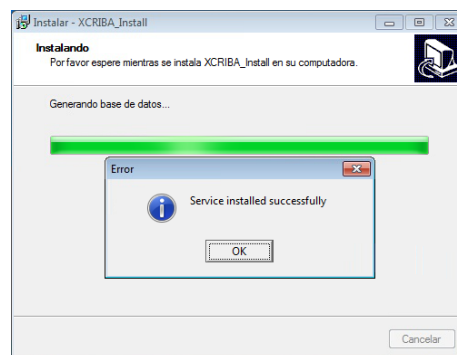 Instalar - XCRIBA_Install
Instalando
Por favor espere mientras se instala XCRIBA_Install en su computadora.
Generando base de datos...
Error
Service installed successfully
OK
Cancelar